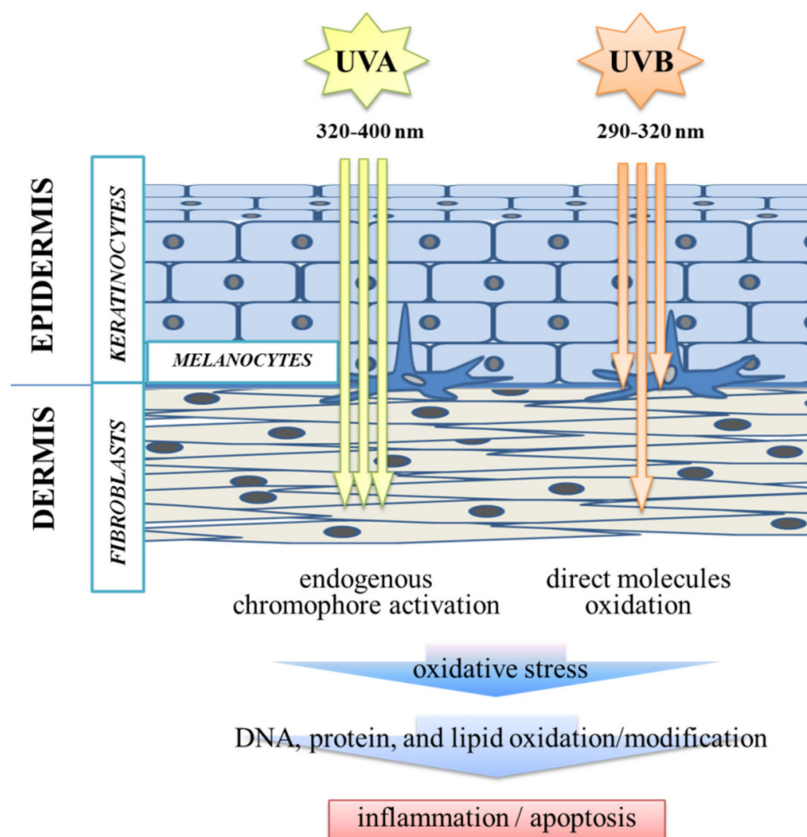 UVA
UVB
320-400 nm
290-320 nm
EPIDERMIS
KERATINOCYTES
MELANOCYTES
DERMIS
FIBROBLASTS
endogenous
chromophore activation
direct molecules
oxidation
oxidative stress
DNA, protein, and lipid oxidation/modification
inflammation / apoptosis